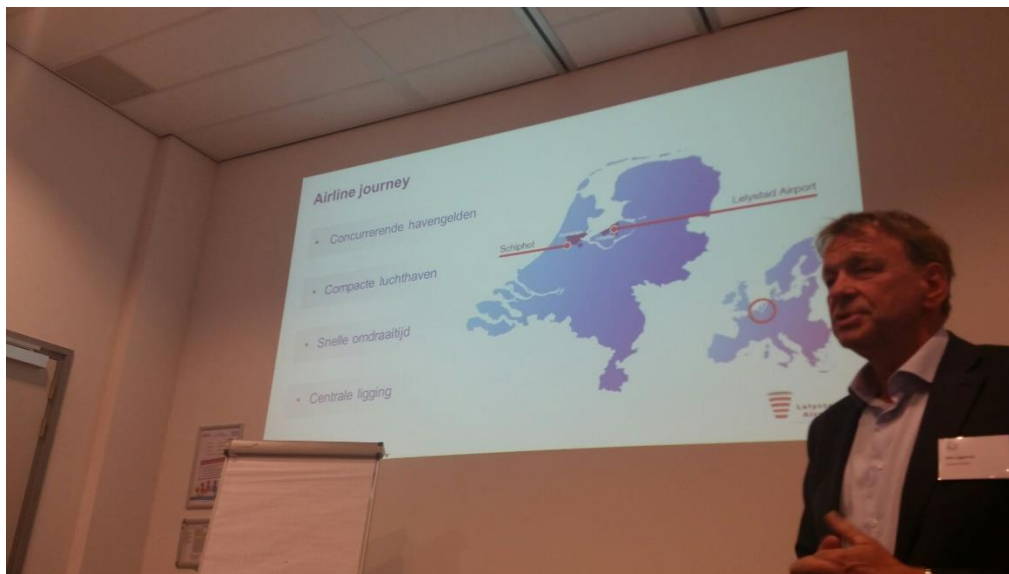 Airline journey
• Concurrerende havengelden
• Compacte luchthaven
• Snelle omdraaitijd
• Centrale ligging
Lelystad Airport
Schiphol